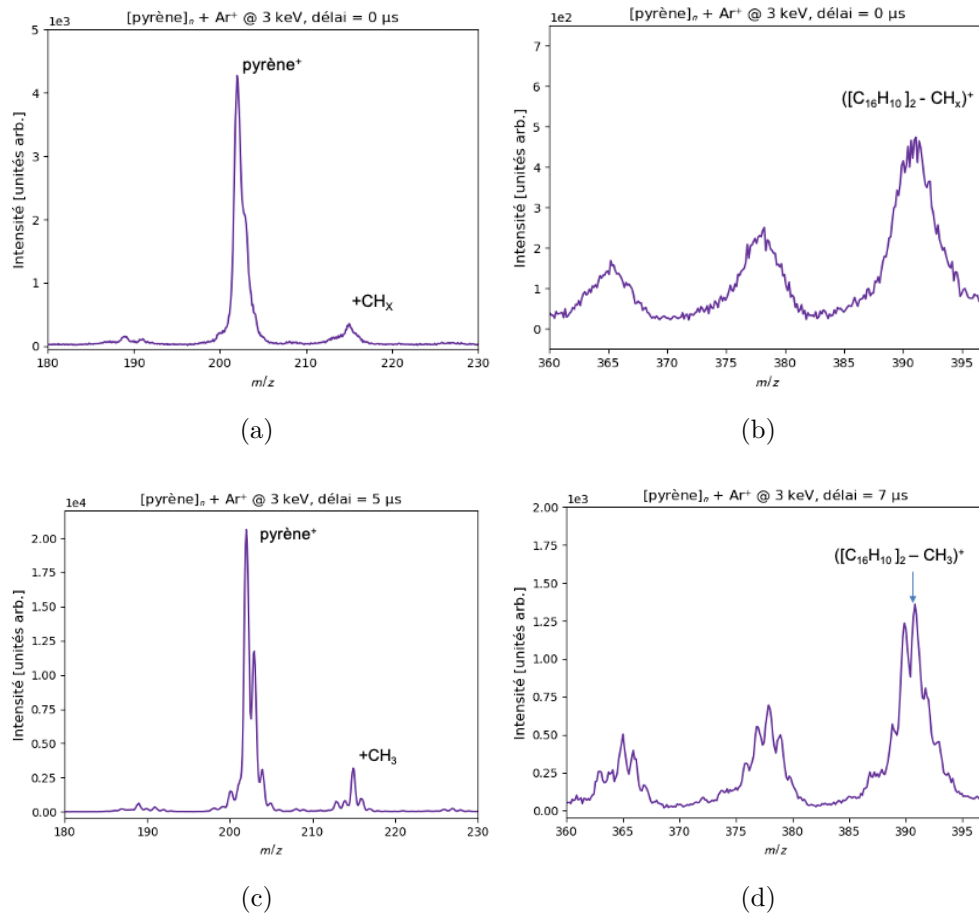 [pyrène]ₙ + Ar⁺ @ 3 keV, délai = 0 µs
1e3
5
4
3
2
1
0
Intensité [unités arb.]
pyrène⁺
+CHₓ
180 190 200 210 220 230
m/z
(a)
[pyrène]ₙ + Ar⁺ @ 3 keV, délai = 0 µs
1e2
7
6
5
4
3
2
1
0
Intensité [unités arb.]
([C₁₆H₁₀]₂ - CHₓ)⁺
360 365 370 375 380 385 390 395
m/z
(b)
[pyrène]ₙ + Ar⁺ @ 3 keV, délai = 5 µs
1e4
2.00
1.75
1.50
1.25
1.00
0.75
0.50
0.25
0.00
Intensité [unités arb.]
pyrène⁺
+CH₃
180 190 200 210 220 230
m/z
(c)
[pyrène]ₙ + Ar⁺ @ 3 keV, délai = 7 µs
1e3
2.00
1.75
1.50
1.25
1.00
0.75
0.50
0.25
0.00
Intensité [unités arb.]
([C₁₆H₁₀]₂ – CH₃)⁺
360 365 370 375 380 385 390 395
m/z
(d)